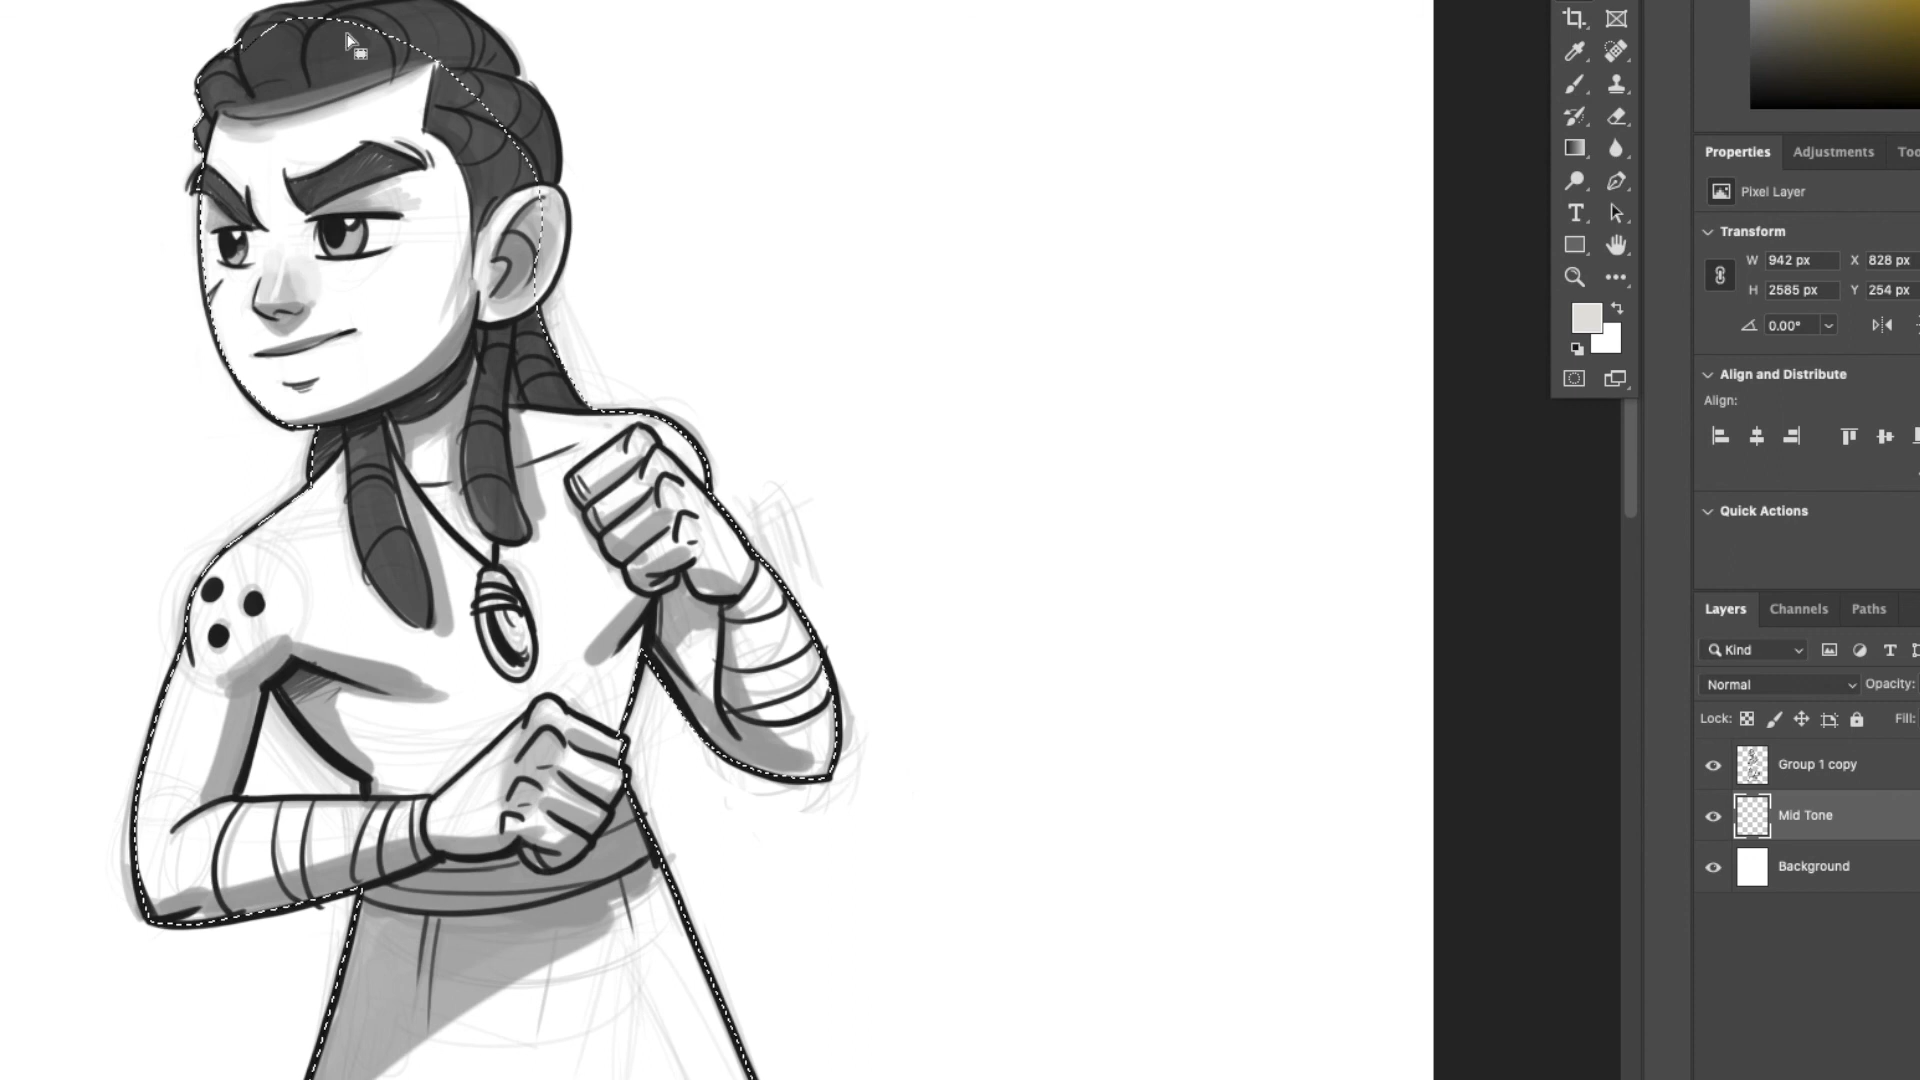 Properties Adjustments Too
Pixel Layer
Transform
W 942 px X 828 px
H 2585 px Y 254 px
0.00°
Align and Distribute
Align:
Quick Actions
Layers Channels Paths
Kind
Normal Opacity:
Lock: Fill:
Group 1 copy
Mid Tone
Background